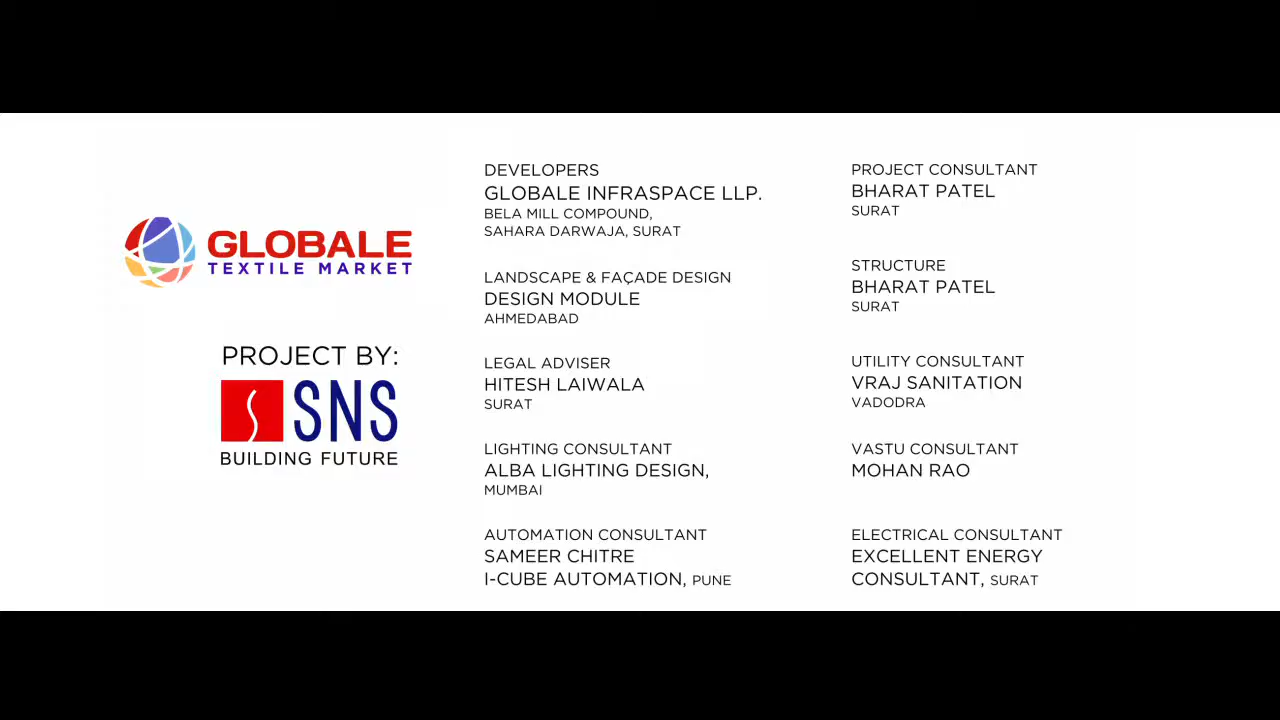 GLOBALE
TEXTILE MARKET
PROJECT BY:
SNS
BUILDING FUTURE
DEVELOPERS
GLOBALE INFRASPACE LLP.
BELA MILL COMPOUND,
SAHARA DARWAJA, SURAT
LANDSCAPE & FAÇADE DESIGN
DESIGN MODULE
AHMEDABAD
LEGAL ADVISER
HITESH LAIWALA
SURAT
LIGHTING CONSULTANT
ALBA LIGHTING DESIGN,
MUMBAI
AUTOMATION CONSULTANT
SAMEER CHITRE
I-CUBE AUTOMATION, PUNE
PROJECT CONSULTANT
BHARAT PATEL
SURAT
STRUCTURE
BHARAT PATEL
SURAT
UTILITY CONSULTANT
VRAJ SANITATION
VADODRA
VASTU CONSULTANT
MOHAN RAO
ELECTRICAL CONSULTANT
EXCELLENT ENERGY
CONSULTANT, SURAT